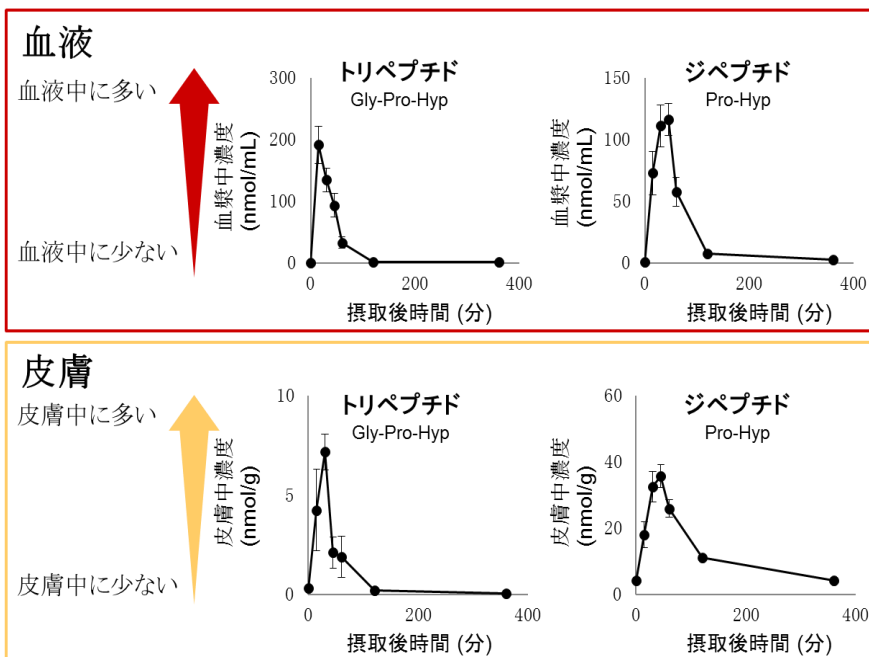 血液
血液中に多い
血液中に少ない
トリペプチド
Gly-Pro-Hyp
血漿中濃度
(nmol/mL)
300
200
100
0
0
200
400
摂取後時間 (分)
ジペプチド
Pro-Hyp
血漿中濃度
(nmol/mL)
150
100
50
0
0
200
400
摂取後時間 (分)
皮膚
皮膚中に多い
皮膚中に少ない
トリペプチド
Gly-Pro-Hyp
皮膚中濃度
(nmol/g)
10
5
0
0
200
400
摂取後時間 (分)
ジペプチド
Pro-Hyp
皮膚中濃度
(nmol/g)
60
40
20
0
0
200
400
摂取後時間 (分)